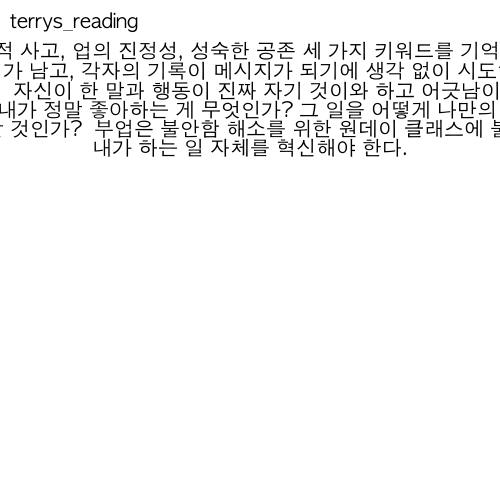 terrys_reading
적 사고, 업의 진정성, 성숙한 공존 세 가지 키워드를 기억
가 남고, 각자의 기록이 메시지가 되기에 생각 없이 시도
자신이 한 말과 행동이 진짜 자기 것이와 하고 어긋남이
내가 정말 좋아하는 게 무엇인가? 그 일을 어떻게 나만의
것인가? 부업은 불안함 해소를 위한 원데이 클래스에
내가 하는 일 자체를 혁신해야 한다.